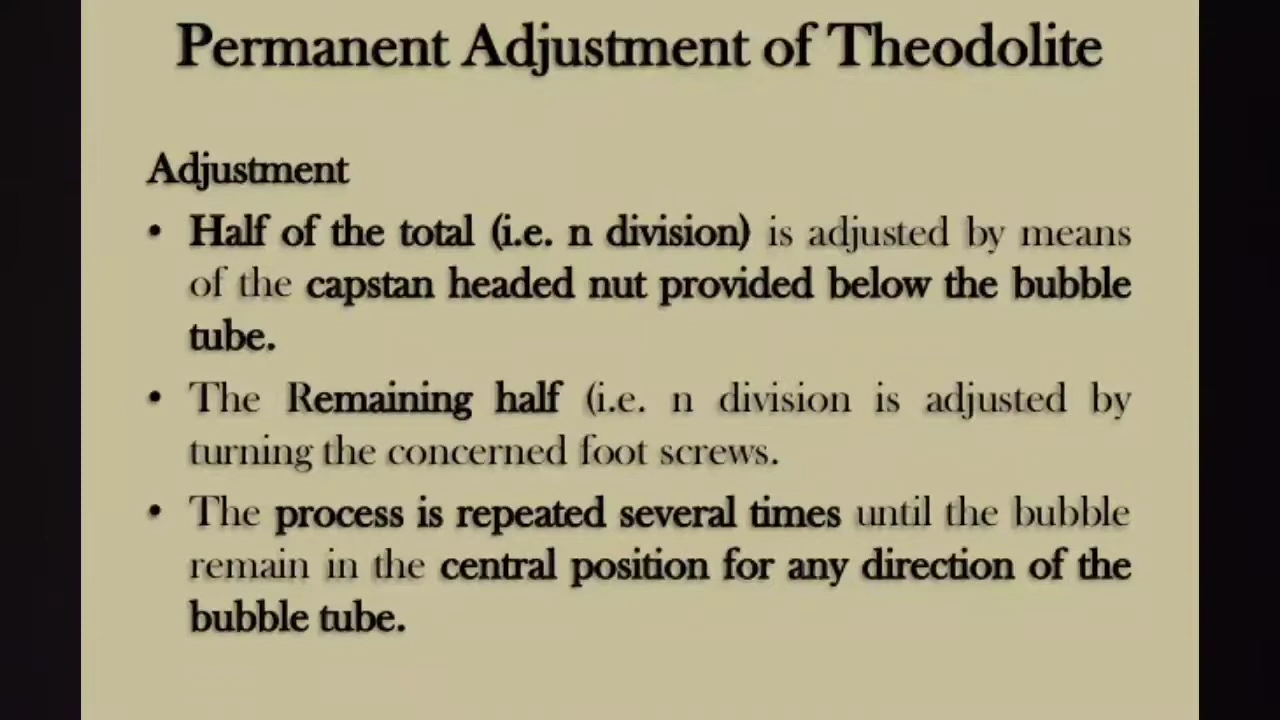 Permanent Adjustment of Theodolite
Adjustment
• Half of the total (i.e. n division) is adjusted by means
of the capstan headed nut provided below the bubble
tube.
• The Remaining half (i.e. n division is adjusted by
turning the concerned foot screws.
• The process is repeated several times until the bubble
remain in the central position for any direction of the
bubble tube.